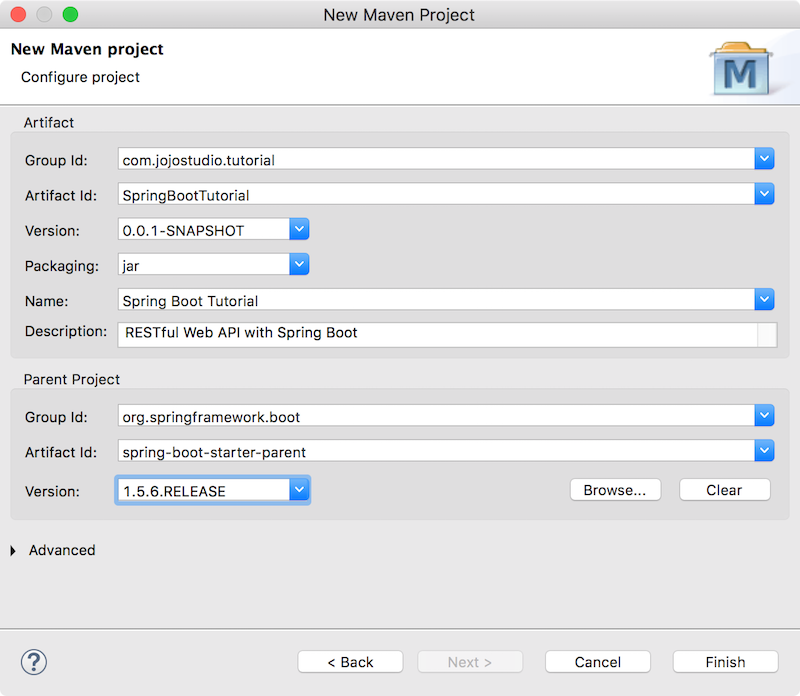 New Maven Project
New Maven project
Configure project
M
Artifact
Group Id: com.jojostudio.tutorial
Artifact Id: SpringBootTutorial
Version: 0.0.1-SNAPSHOT
Packaging: jar
Name: Spring Boot Tutorial
Description: RESTful Web API with Spring Boot
Parent Project
Group Id: org.springframework.boot
Artifact Id: spring-boot-starter-parent
Version: 1.5.6.RELEASE Browse... Clear
Advanced
? < Back Next > Cancel Finish